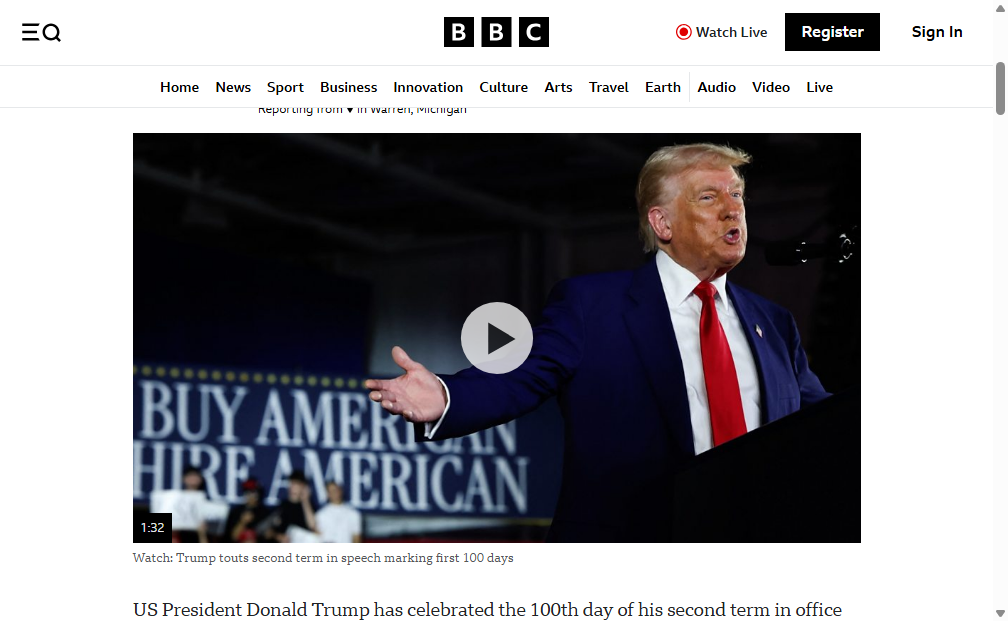 BBC
Watch Live
Register
Sign In
Home
News
Sport
Business
Innovation
Culture
Arts
Travel
Earth
Audio
Video
Live
Reporting from in Warren, Michigan
BUY AMERICAN
HIRE AMERICAN
1:32
Watch: Trump touts second term in speech marking first 100 days
US President Donald Trump has celebrated the 100th day of his second term in office